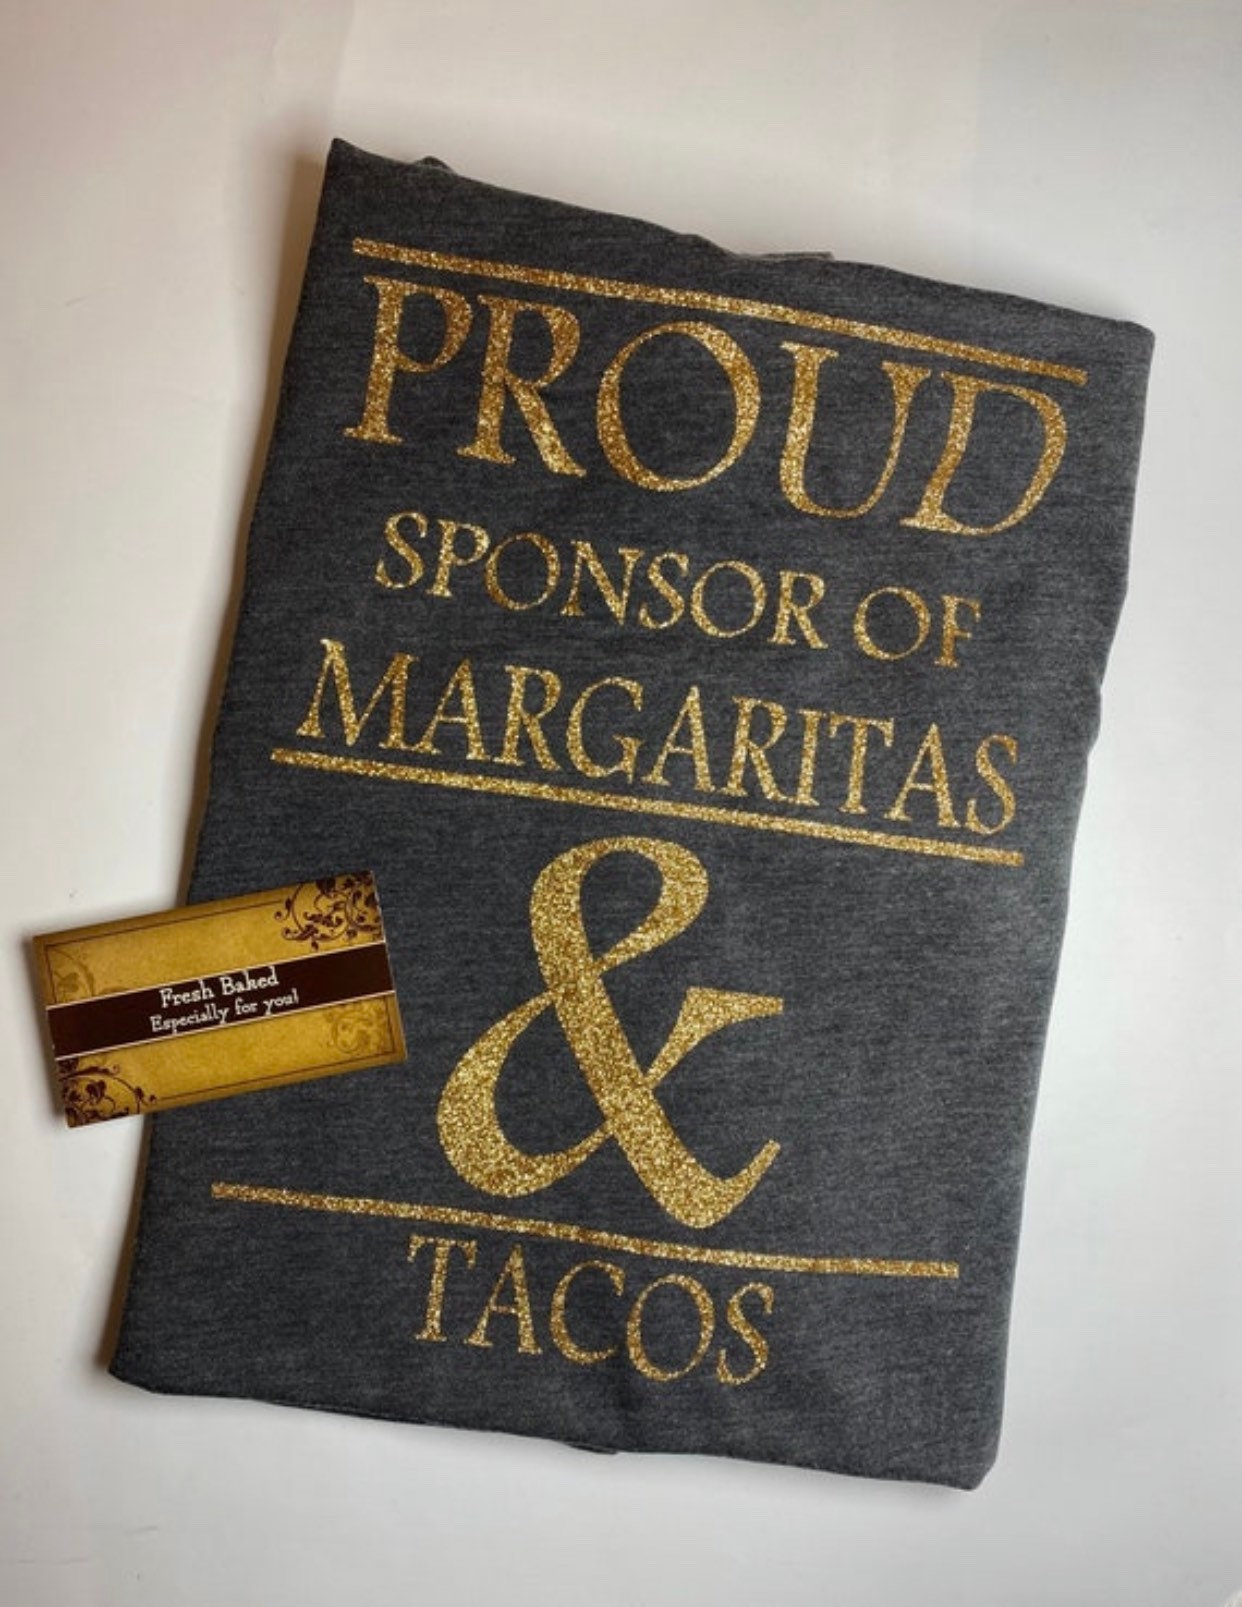 PROUD
SPONSOR OF
MARGARITAS
&
TACOS
Fresh Baked
Especially for you!